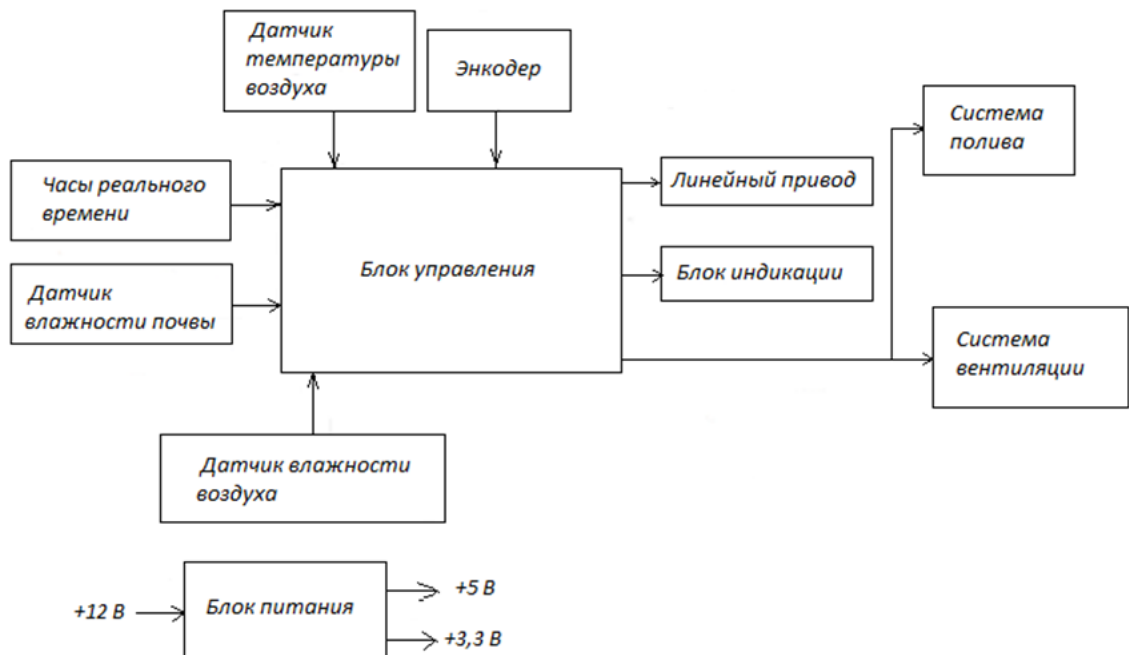 Датчик
температуры
воздуха
Энкодер
Система
полива
Часы реального
времени
Линейный привод
Блок управления
Блок индикации
Датчик
влажности почвы
Система
вентиляции
Датчик влажности
воздуха
+12 В
Блок питания
+5 В
+3,3 В